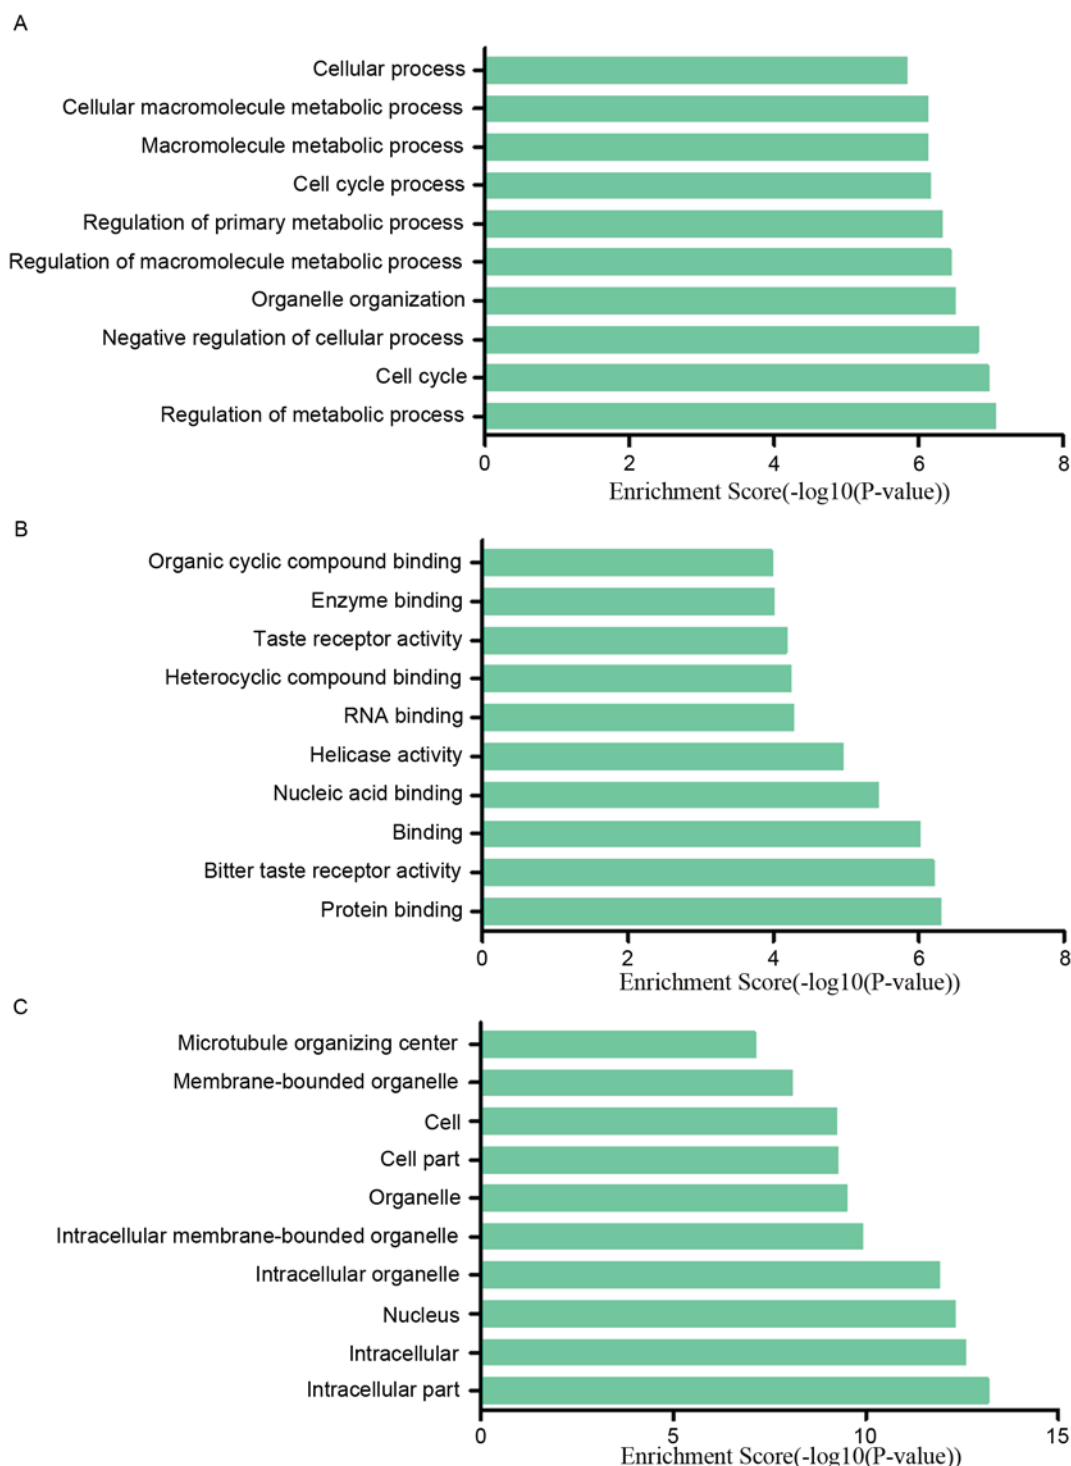 A
Cellular process
Cellular macromolecule metabolic process
Macromolecule metabolic process
Cell cycle process
Regulation of primary metabolic process
Regulation of macromolecule metabolic process
Organelle organization
Negative regulation of cellular process
Cell cycle
Regulation of metabolic process
0 2 4 6 8
Enrichment Score(-log10(P-value))
B
Organic cyclic compound binding
Enzyme binding
Taste receptor activity
Heterocyclic compound binding
RNA binding
Helicase activity
Nucleic acid binding
Binding
Bitter taste receptor activity
Protein binding
0 2 4 6 8
Enrichment Score(-log10(P-value))
C
Microtubule organizing center
Membrane-bounded organelle
Cell
Cell part
Organelle
Intracellular membrane-bounded organelle
Intracellular organelle
Nucleus
Intracellular
Intracellular part
0 5 10 15
Enrichment Score(-log10(P-value))